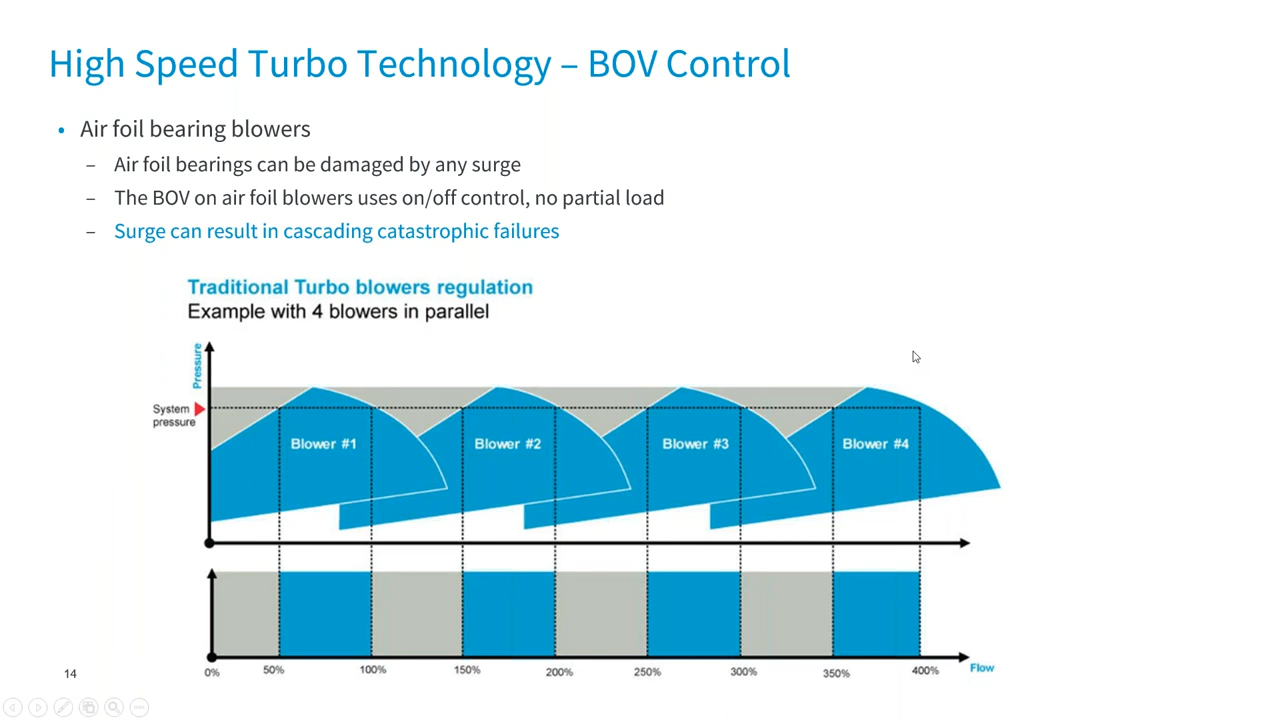 High Speed Turbo Technology – BOV Control
• Air foil bearing blowers
– Air foil bearings can be damaged by any surge
– The BOV on air foil blowers uses on/off control, no partial load
– Surge can result in cascading catastrophic failures
Traditional Turbo blowers regulation
Example with 4 blowers in parallel
Pressure
System
pressure
Blower #1
Blower #2
Blower #3
Blower #4
0%
50%
100%
150%
200%
250%
300%
350%
400%
Flow
14